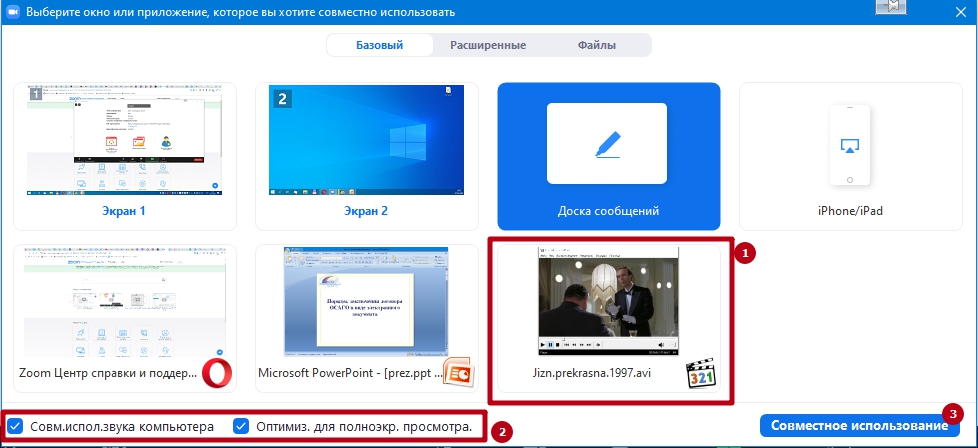 Выберите окно или приложение, которое вы хотите совместно использовать
Базовый
Расширенные
Файлы
1
2
Экран 1
Экран 2
Доска сообщений
iPhone/iPad
1
Порядок заключения договора
ОСАГО в виде электронного
документа
Zoom Центр справки и поддер...
Microsoft PowerPoint - [prez.ppt ...
Jizn.prekrasna.1997.avi
321
Совм.испол.звука компьютера
Оптимиз. для полноэкр. просмотра.
2
3
Совместное использование